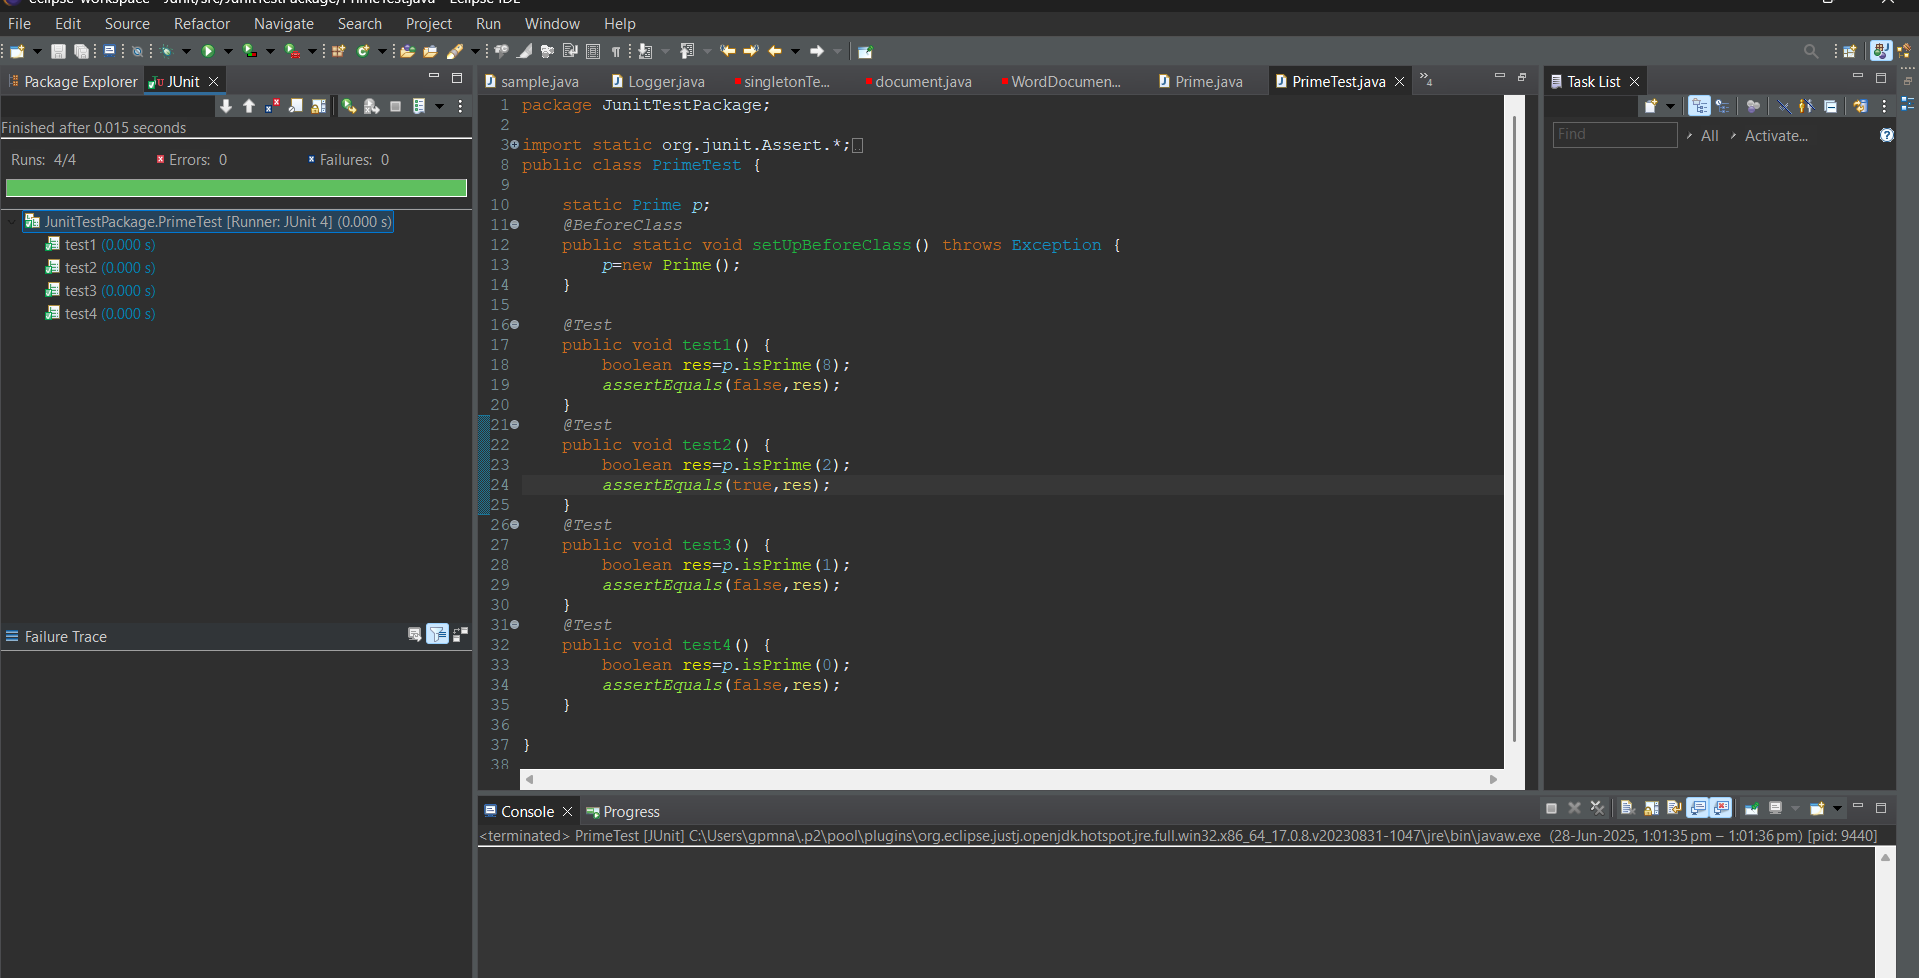 eclipse-workspace - Junit/src/JunitTestPackage/PrimeTest.java - Eclipse IDE
File Edit Source Refactor Navigate Search Project Run Window Help
Package Explorer JUnit
Finished after 0.015 seconds
Runs: 4/4 Errors: 0 Failures: 0
JunitTestPackage.PrimeTest [Runner: JUnit 4] (0.000 s)
test1 (0.000 s)
test2 (0.000 s)
test3 (0.000 s)
test4 (0.000 s)
Failure Trace
sample.java Logger.java singletonTe... document.java WordDocumen... Prime.java PrimeTest.java 4
1 package JunitTestPackage;
2
3 import static org.junit.Assert.*;
8 public class PrimeTest {
9
10 static Prime p;
11 @BeforeClass
12 public static void setUpBeforeClass() throws Exception {
13 p=new Prime();
14 }
15
16 @Test
17 public void test1() {
18 boolean res=p.isPrime(8);
19 assertEquals(false,res);
20 }
21 @Test
22 public void test2() {
23 boolean res=p.isPrime(2);
24 assertEquals(true,res);
25 }
26 @Test
27 public void test3() {
28 boolean res=p.isPrime(1);
29 assertEquals(false,res);
30 }
31 @Test
32 public void test4() {
33 boolean res=p.isPrime(0);
34 assertEquals(false,res);
35 }
36
37 }
38
Task List
Find All Activate...
Console Progress
<terminated> PrimeTest [JUnit] C:\Users\gpmna\.p2\pool\plugins\org.eclipse.justj.openjdk.hotspot.jre.full.win32.x86_64_17.0.8.v20230831-1047\jre\bin\javaw.exe (28-Jun-2025, 1:01:35 pm – 1:01:36 pm) [pid: 9440]